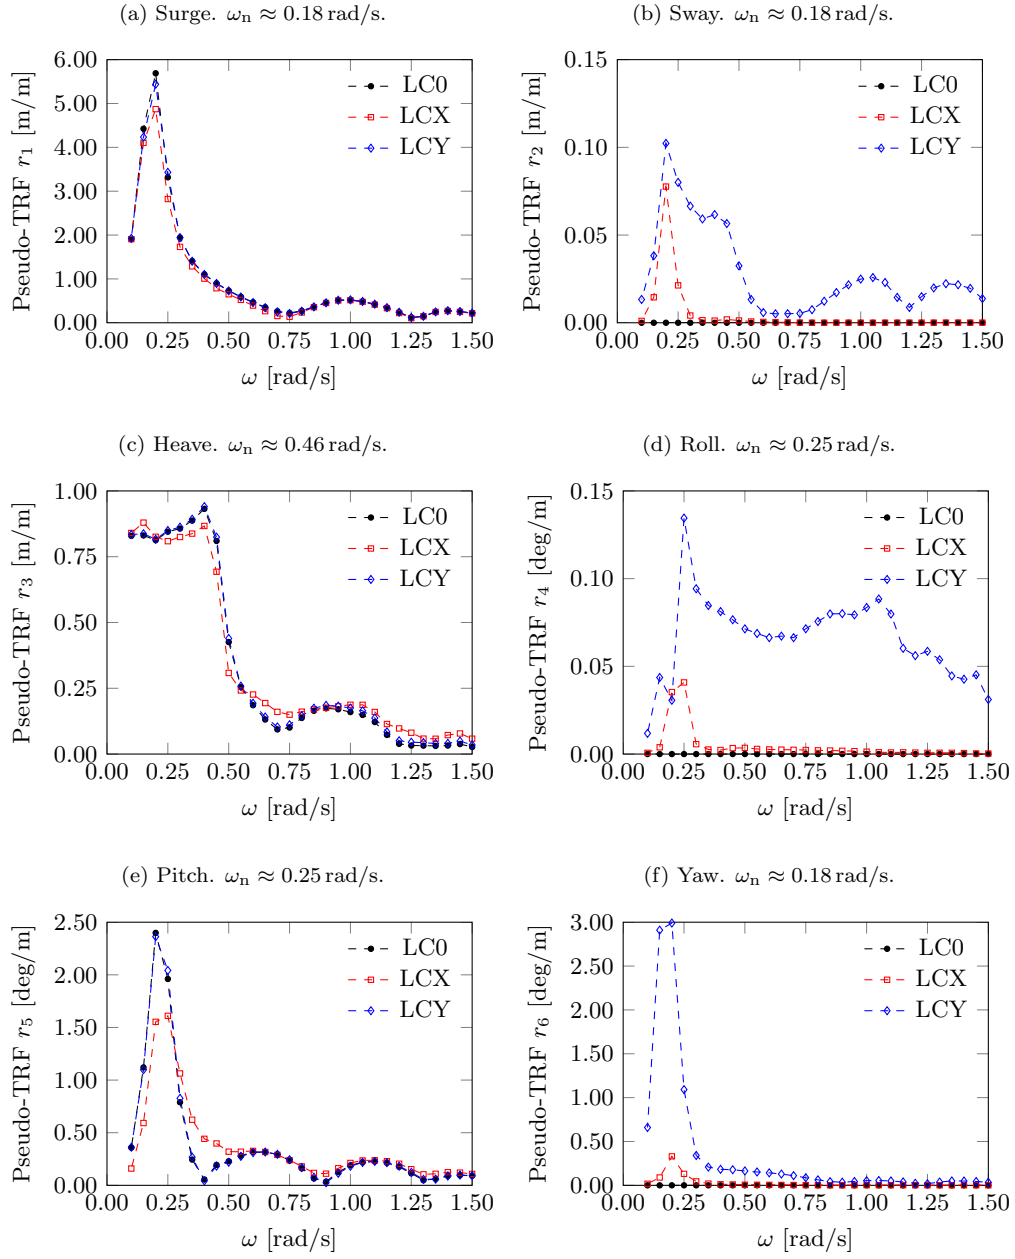 (a) Surge. ωn ≈ 0.18 rad/s.
Pseudo-TRF r1 [m/m]
6.00
5.00
4.00
3.00
2.00
1.00
0.00
LC0
LCX
LCY
0.00 0.25 0.50 0.75 1.00 1.25 1.50
ω [rad/s]
(b) Sway. ωn ≈ 0.18 rad/s.
Pseudo-TRF r2 [m/m]
0.15
0.10
0.05
0.00
LC0
LCX
LCY
0.00 0.25 0.50 0.75 1.00 1.25 1.50
ω [rad/s]
(c) Heave. ωn ≈ 0.46 rad/s.
Pseudo-TRF r3 [m/m]
1.00
0.75
0.50
0.25
0.00
LC0
LCX
LCY
0.00 0.25 0.50 0.75 1.00 1.25 1.50
ω [rad/s]
(d) Roll. ωn ≈ 0.25 rad/s.
Pseudo-TRF r4 [deg/m]
0.15
0.10
0.05
0.00
LC0
LCX
LCY
0.00 0.25 0.50 0.75 1.00 1.25 1.50
ω [rad/s]
(e) Pitch. ωn ≈ 0.25 rad/s.
Pseudo-TRF r5 [deg/m]
2.50
2.00
1.50
1.00
0.50
0.00
LC0
LCX
LCY
0.00 0.25 0.50 0.75 1.00 1.25 1.50
ω [rad/s]
(f) Yaw. ωn ≈ 0.18 rad/s.
Pseudo-TRF r6 [deg/m]
3.00
2.50
2.00
1.50
1.00
0.50
0.00
LC0
LCX
LCY
0.00 0.25 0.50 0.75 1.00 1.25 1.50
ω [rad/s]